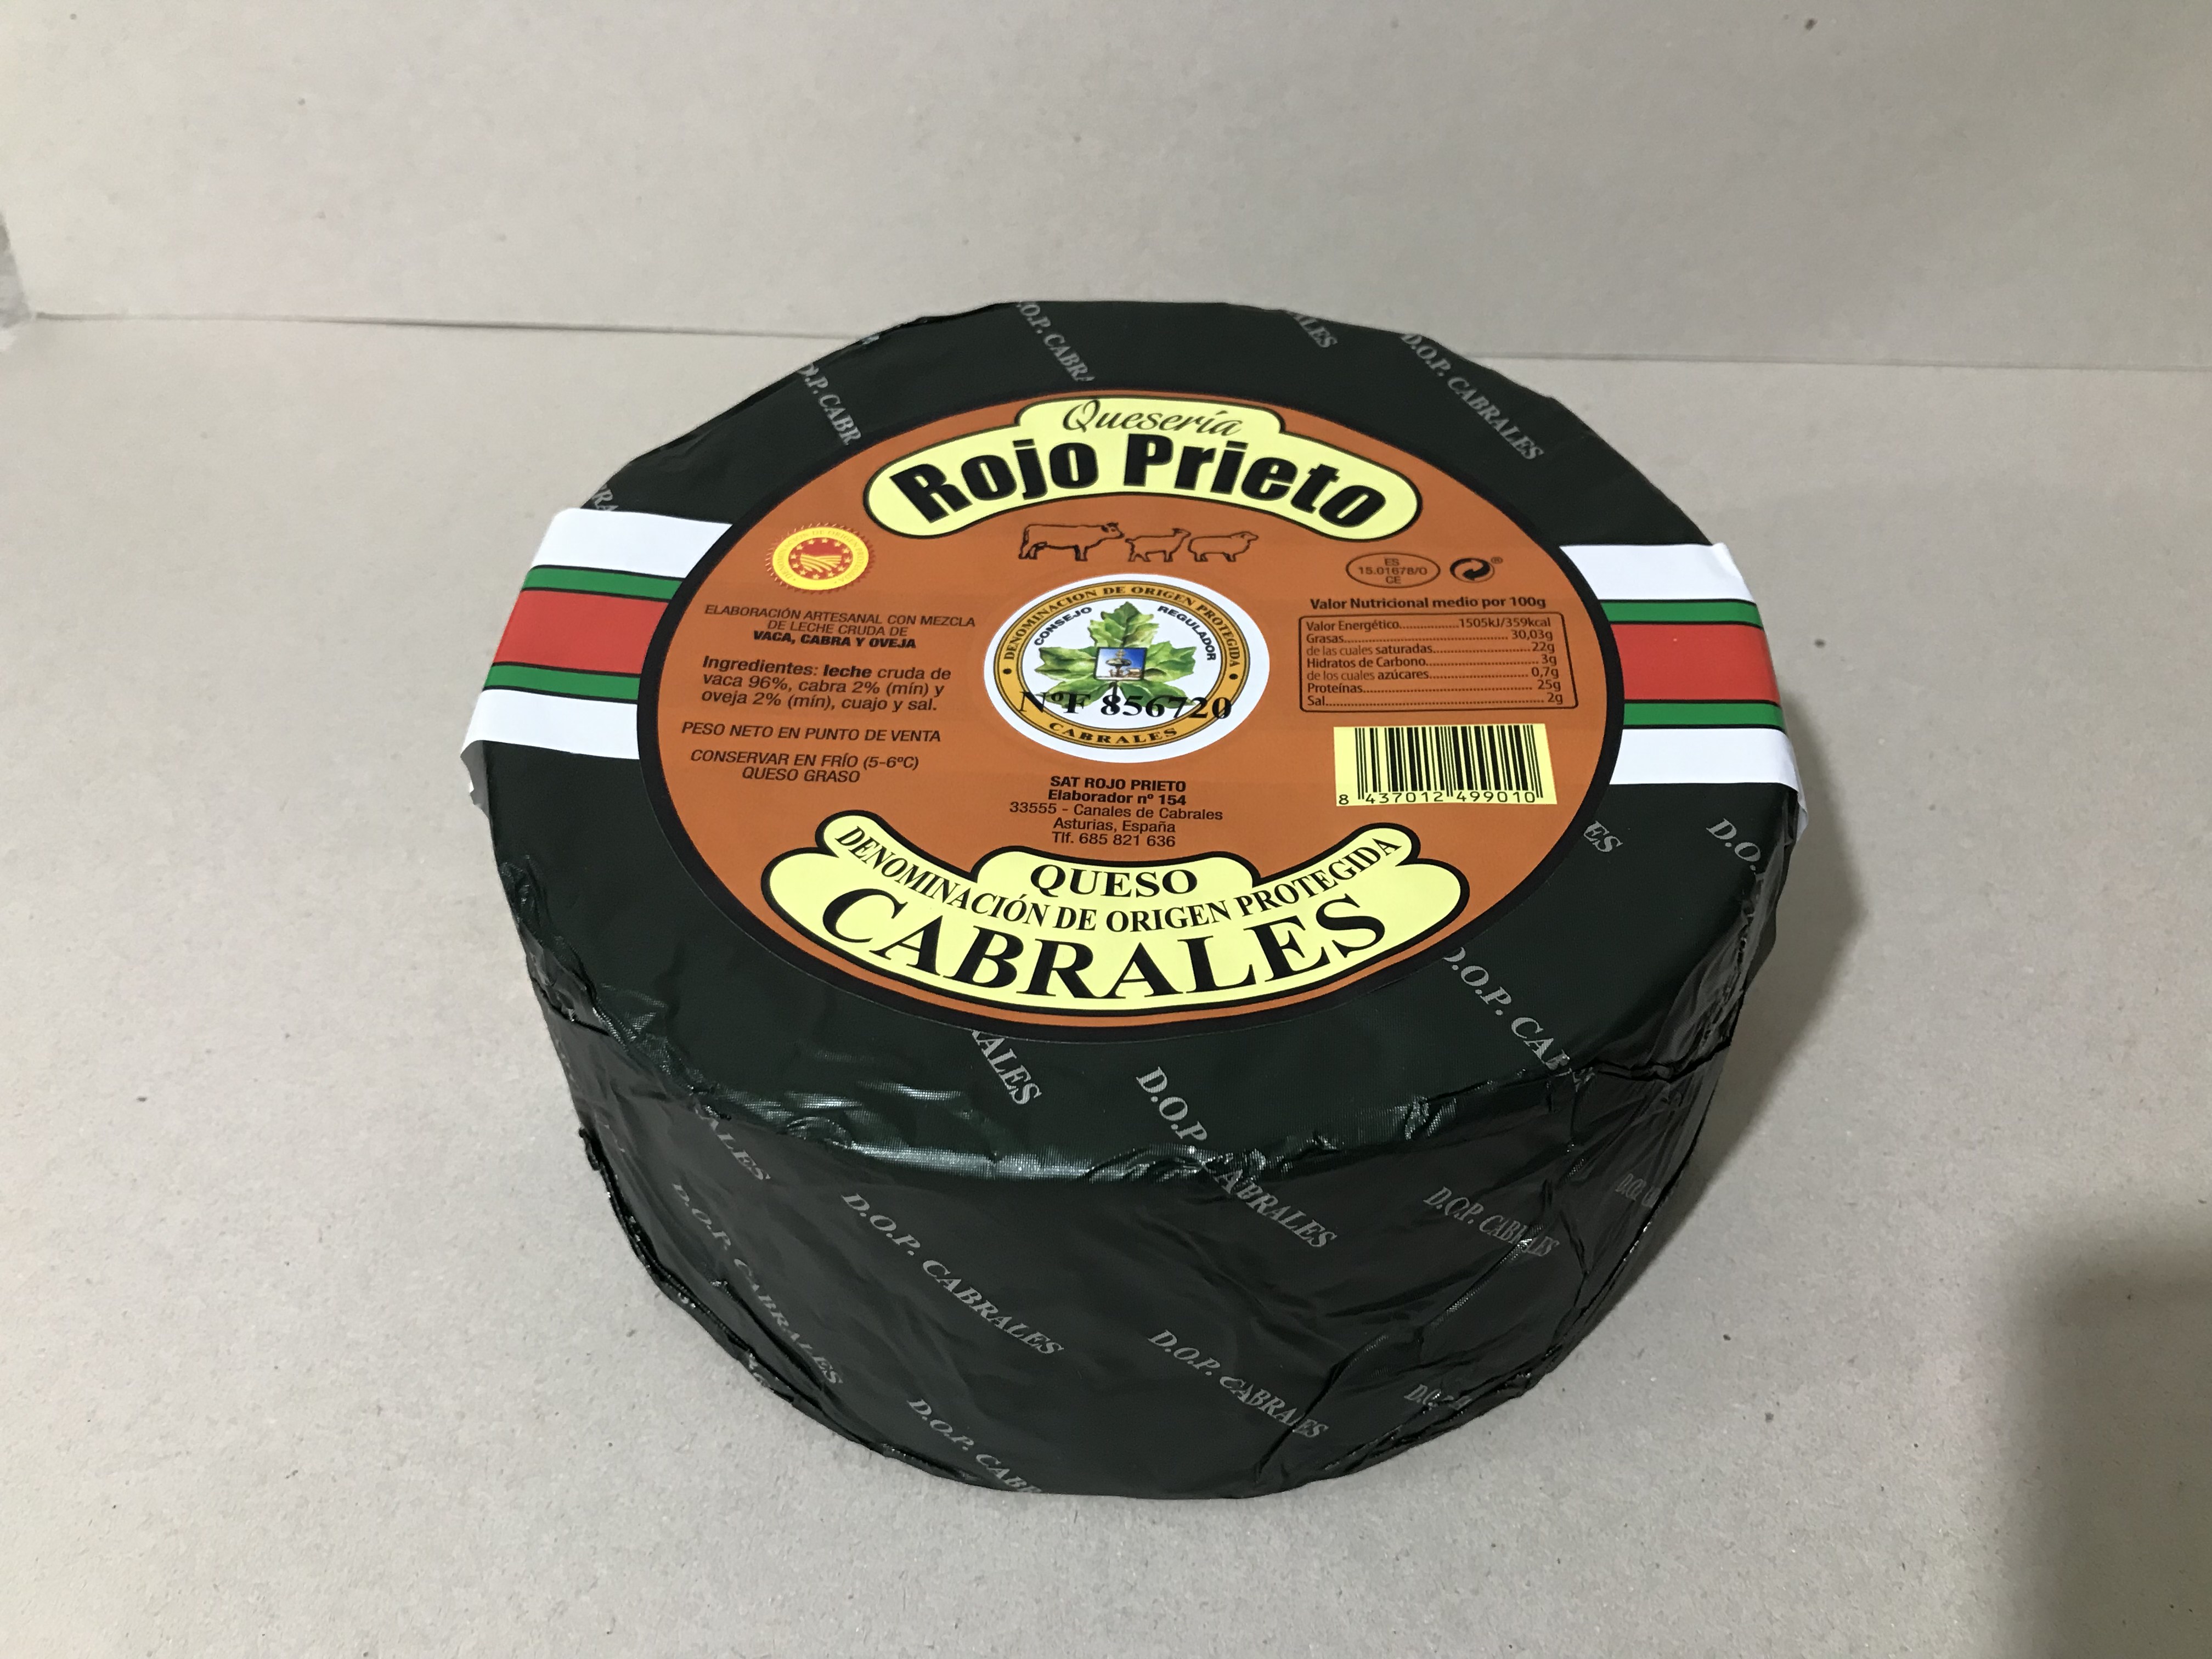 Quesería
Rojo Prieto
ES
15.01678/O
CE
ELABORACIÓN ARTESANAL CON MEZCLA
DE LECHE CRUDA DE
VACA, CABRA Y OVEJA
Ingredientes: leche cruda de
vaca 96%, cabra 2% (mín) y
oveja 2% (mín), cuajo y sal.
PESO NETO EN PUNTO DE VENTA
CONSERVAR EN FRÍO (5-6ºC)
QUESO GRASO
DENOMINACION DE ORIGEN PROTEGIDA
CONSEJO REGULADOR
NºF 856720
CABRALES
Valor Nutricional medio por 100g
Valor Energético..............1505kJ/359kcal
Grasas..............30,03g
de las cuales saturadas..............22g
Hidratos de Carbono..............3g
de los cuales azúcares..............0,7g
Proteínas..............25g
Sal..............2g
8 437012 499010
SAT ROJO PRIETO
Elaborador nº 154
33555 - Canales de Cabrales
Asturias, España
Tlf. 685 821 636
QUESO
DENOMINACIÓN DE ORIGEN PROTEGIDA
CABRALES
D.O.P. CABRALES
D.O.P. CABRALES
D.O.P. CABRALES
D.O.P. CABRALES
D.O.P. CABRALES
D.O.P. CABRALES
D.O.P. CABRALES